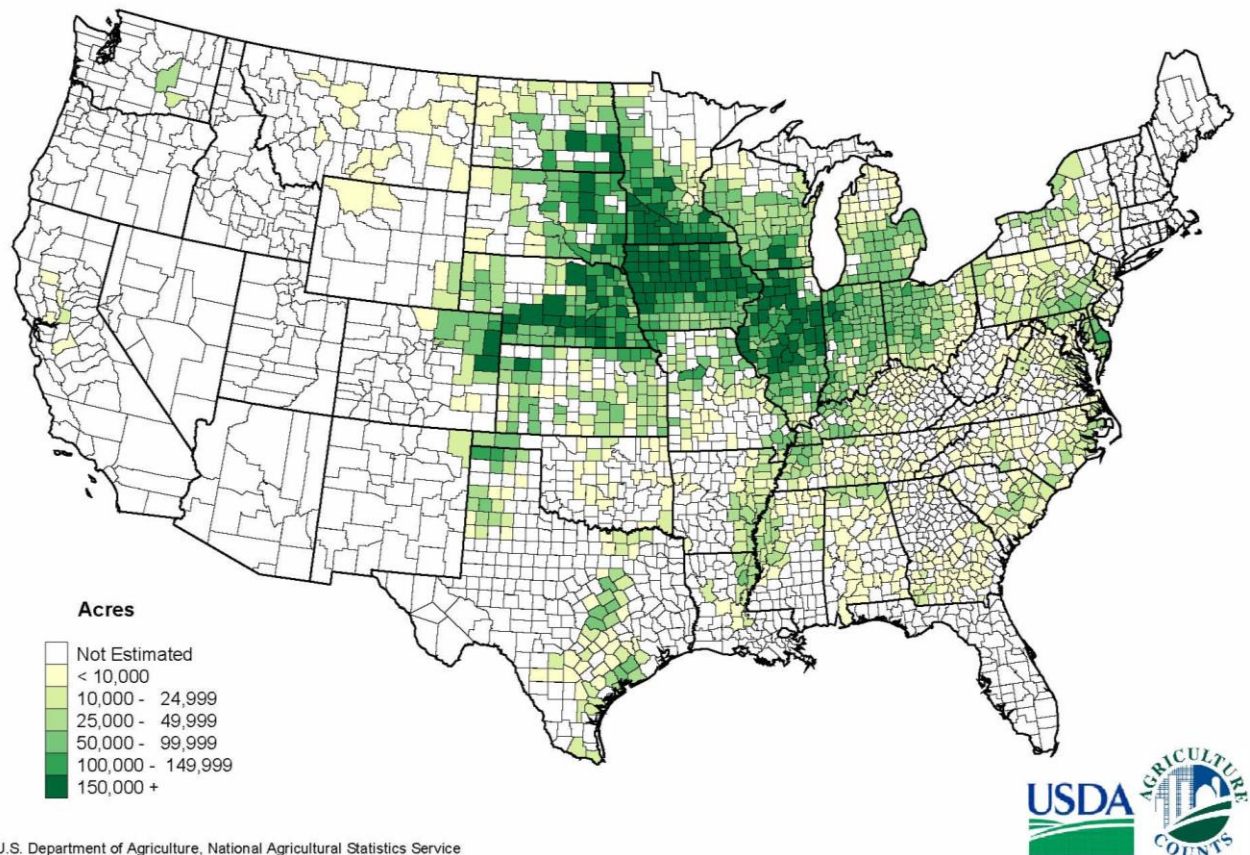 Acres
Not Estimated
< 10,000
10,000 - 24,999
25,000 - 49,999
50,000 - 99,999
100,000 - 149,999
150,000 +
USDA
AGRICULTURE
COUNTS
U.S. Department of Agriculture, National Agricultural Statistics Service